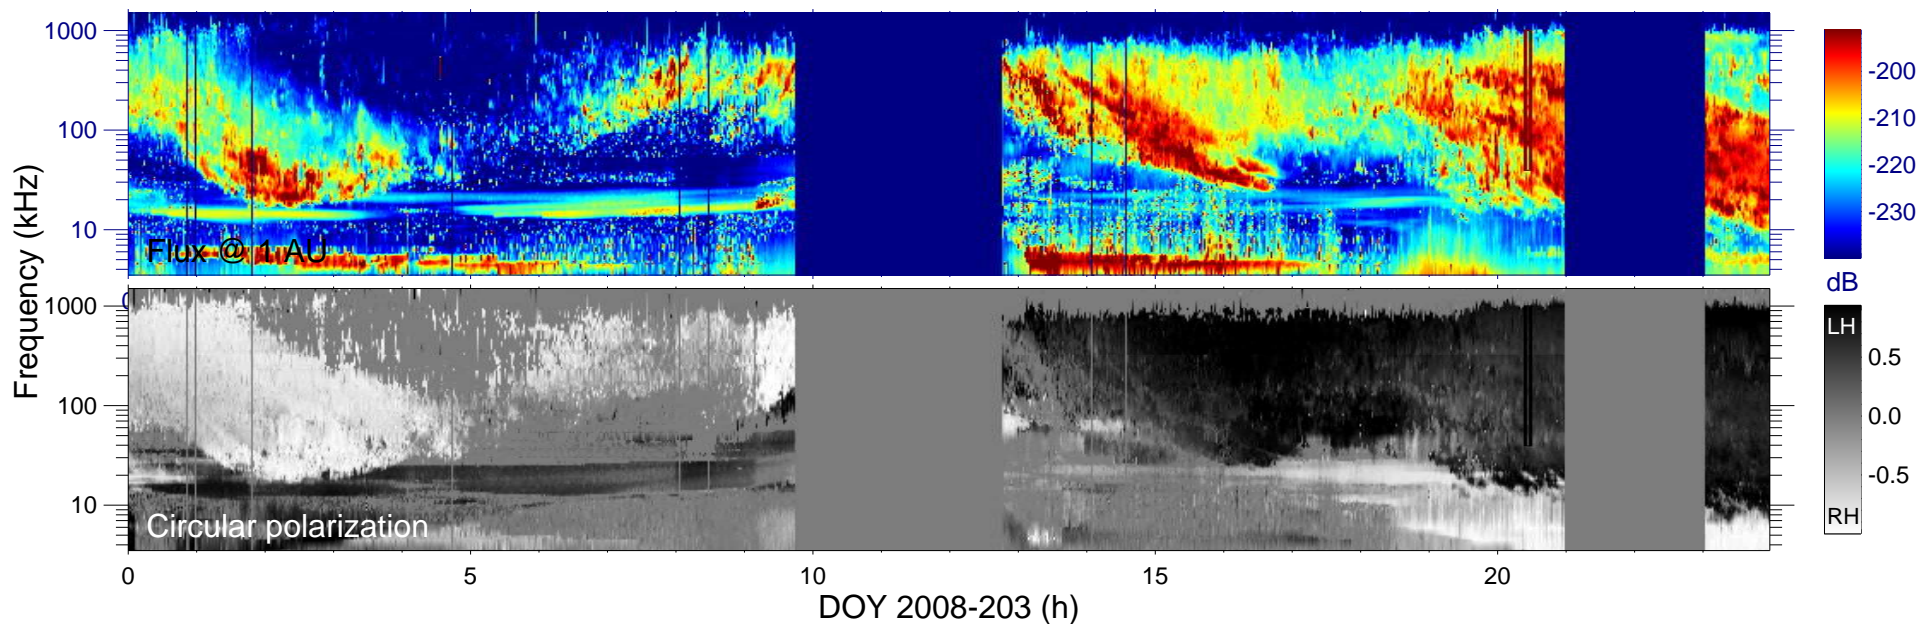 1000
100
10
Flux @ 1 AU
-200
-210
-220
-230
dB
0
Frequency (kHz)
1000
100
10
Circular polarization
LH
0.5
0.0
-0.5
RH
0 5 10 15 20
DOY 2008-203 (h)